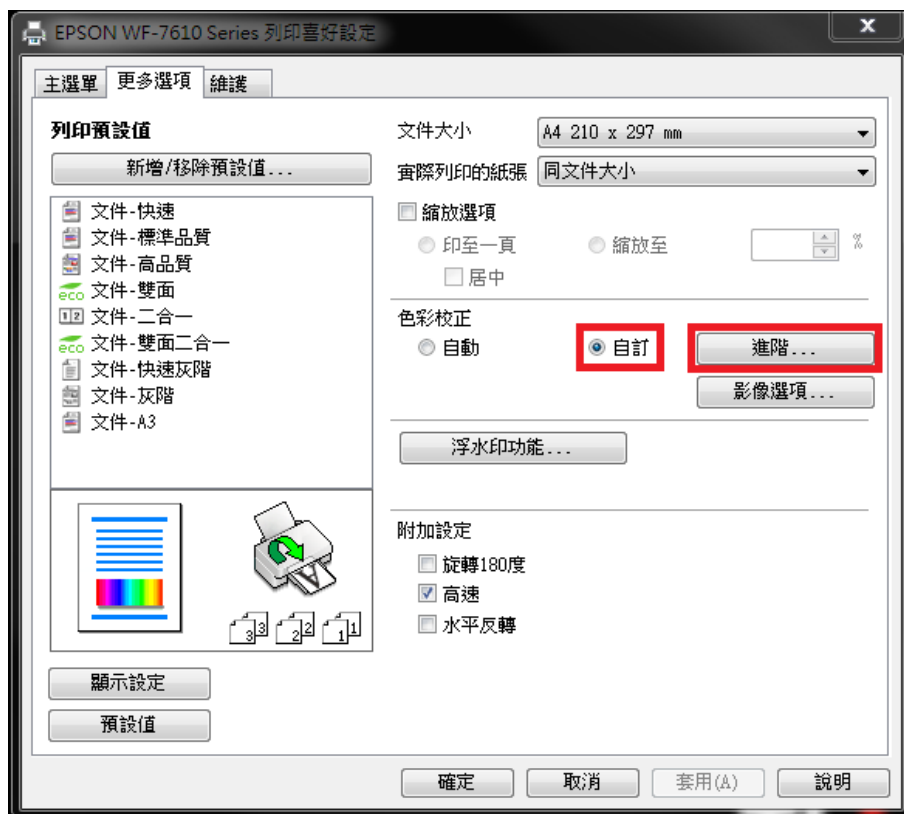 EPSON WF-7610 Series 列印喜好設定
x
主選單 更多選項 維護
列印預設值
新增/移除預設值...
文件-快速
文件-標準品質
文件-高品質
eco 文件-雙面
1 2 文件-二合一
eco 文件-雙面二合一
文件-快速灰階
文件-灰階
文件-A3
A
3 3 2 2 1 1
顯示設定
預設值
文件大小 A4 210 x 297 mm
實際列印的紙張 同文件大小
縮放選項
印至一頁 縮放至 %
居中
色彩校正
自動 自訂 進階...
影像選項...
浮水印功能...
附加設定
旋轉180度
高速
水平反轉
確定 取消 套用(A) 說明